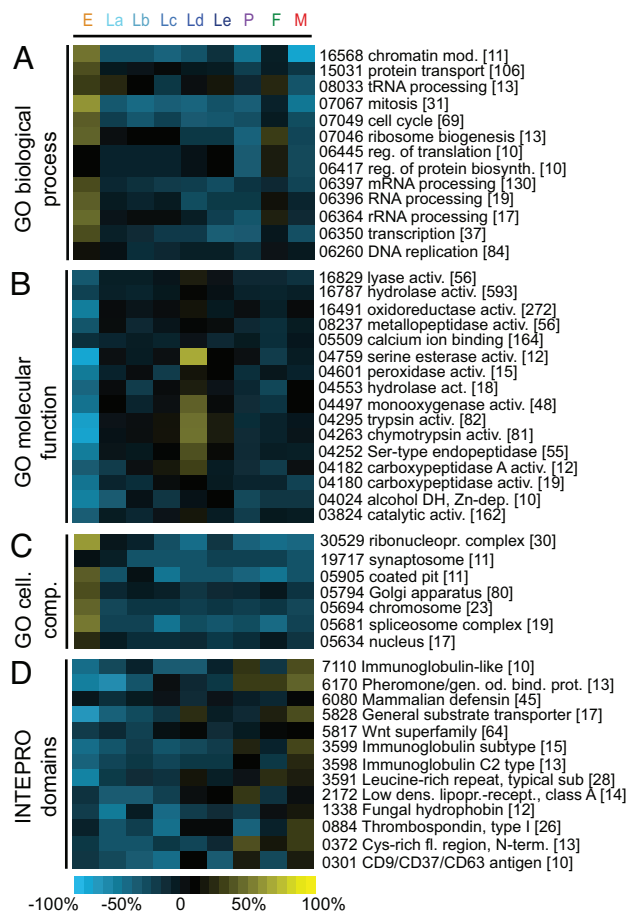 E La Lb Lc Ld Le P F M
A
GO biological
process
16568 chromatin mod. [11]
15031 protein transport [106]
08033 tRNA processing [13]
07067 mitosis [31]
07049 cell cycle [69]
07046 ribosome biogenesis [13]
06445 reg. of translation [10]
06417 reg. of protein biosynth. [10]
06397 mRNA processing [130]
06396 RNA processing [19]
06364 rRNA processing [17]
06350 transcription [37]
06260 DNA replication [84]
B
GO molecular
function
16829 lyase activ. [56]
16787 hydrolase activ. [593]
16491 oxidoreductase activ. [272]
08237 metallopeptidase activ. [56]
05509 calcium ion binding [164]
04759 serine esterase activ. [12]
04601 peroxidase activ. [15]
04553 hydrolase act. [18]
04497 monooxygenase activ. [48]
04295 trypsin activ. [82]
04263 chymotrypsin activ. [81]
04252 Ser-type endopeptidase [55]
04182 carboxypeptidase A activ. [12]
04180 carboxypeptidase activ. [19]
04024 alcohol DH, Zn-dep. [10]
03824 catalytic activ. [162]
C
GO cell.
comp.
30529 ribonucleopr. complex [30]
19717 synaptosome [11]
05905 coated pit [11]
05794 Golgi apparatus [80]
05694 chromosome [23]
05681 spliceosome complex [19]
05634 nucleus [17]
D
INTEPRO
domains
7110 Immunoglobulin-like [10]
6170 Pheromone/gen. od. bind. prot. [13]
6080 Mammalian defensin [45]
5828 General substrate transporter [17]
5817 Wnt superfamily [64]
3599 Immunoglobulin subtype [15]
3598 Immunoglobulin C2 type [13]
3591 Leucine-rich repeat, typical sub [28]
2172 Low dens. lipopr.-recept., class A [14]
1338 Fungal hydrophobin [12]
0884 Thrombospondin, type I [26]
0372 Cys-rich fl. region, N-term. [13]
0301 CD9/CD37/CD63 antigen [10]
-100% 50% 0% 50% 100%